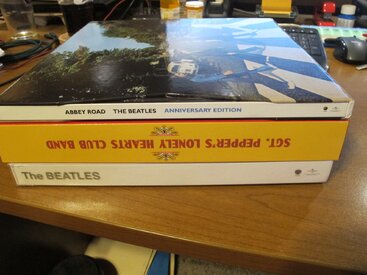 ABBEY ROAD THE BEATLES ANNIVERSARY EDITION
SGT. PEPPER'S LONELY HEARTS CLUB BAND
The BEATLES